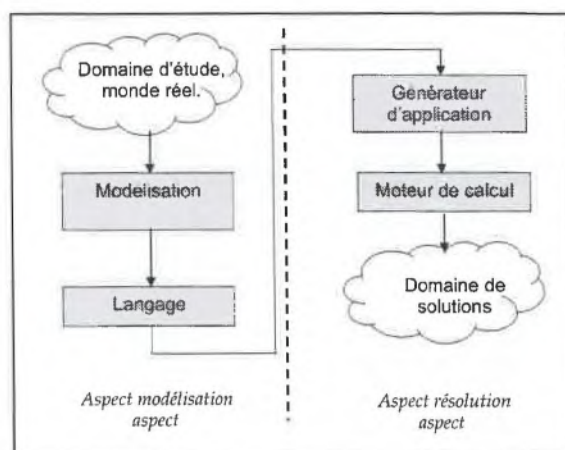 Domaine d'étude,
monde réel.
Modélisation
Langage
Aspect modélisation
aspect
Générateur
d'application
Moteur de calcul
Domaine de
solutions
Aspect résolution
aspect